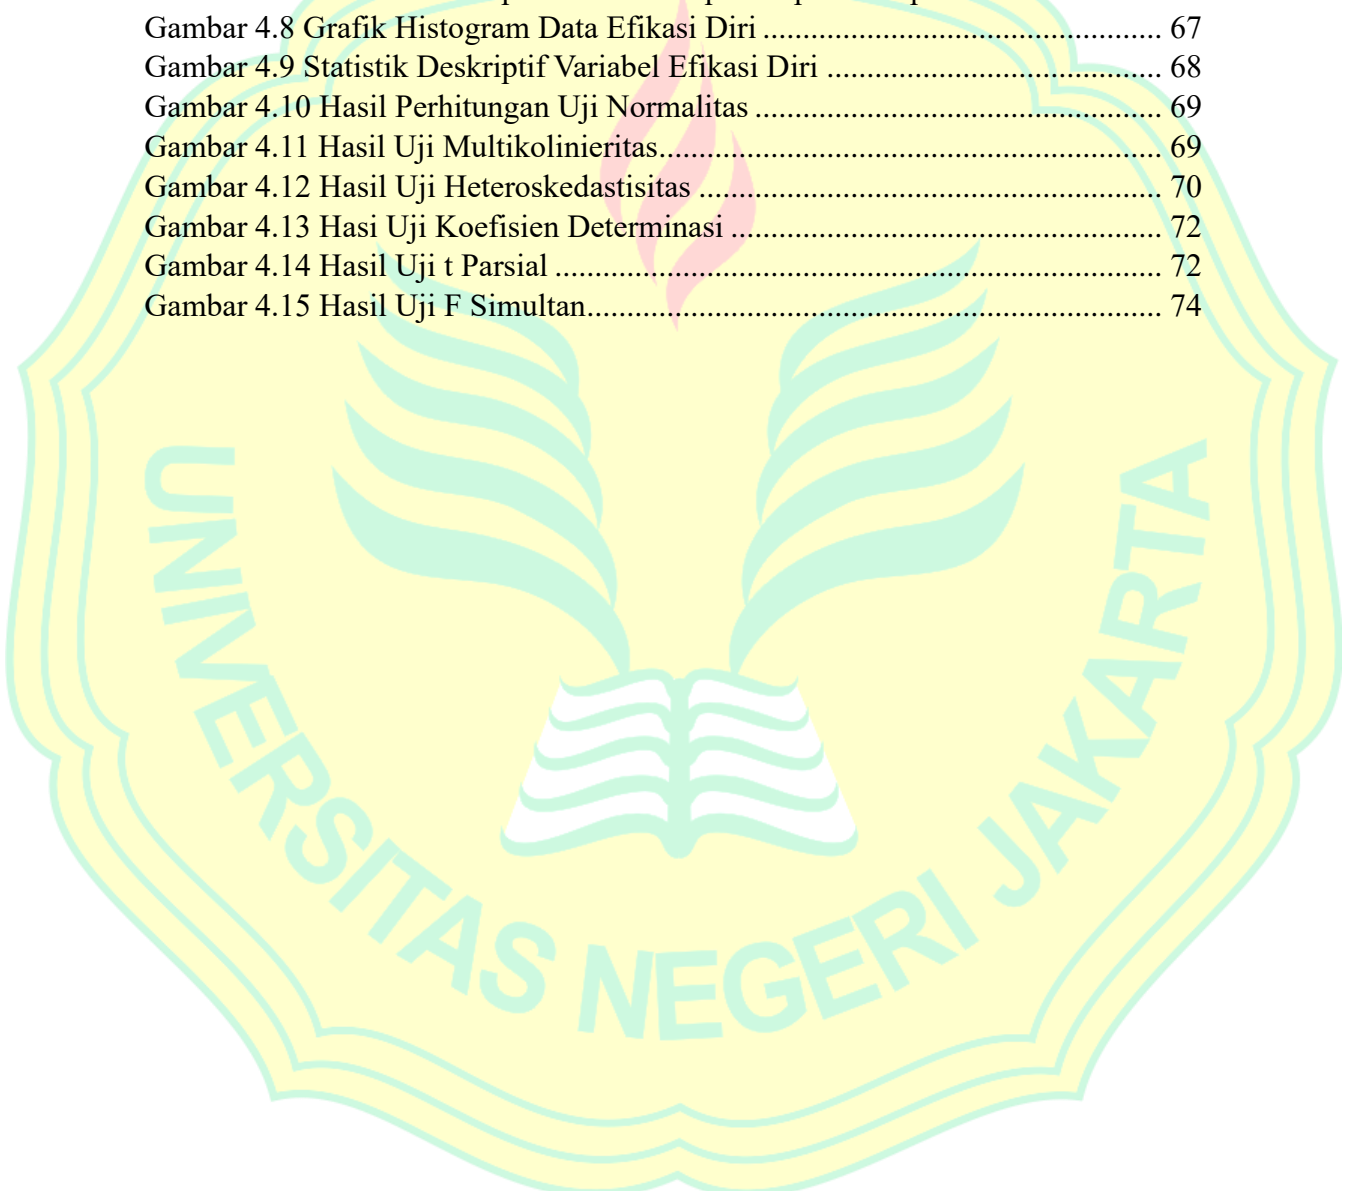 Gambar 4.8 Grafik Histogram Data Efikasi Diri .................................................. 67
Gambar 4.9 Statistik Deskriptif Variabel Efikasi Diri .......................................... 68
Gambar 4.10 Hasil Perhitungan Uji Normalitas ................................................... 69
Gambar 4.11 Hasil Uji Multikolinieritas............................................................... 69
Gambar 4.12 Hasil Uji Heteroskedastisitas .......................................................... 70
Gambar 4.13 Hasi Uji Koefisien Determinasi ...................................................... 72
Gambar 4.14 Hasil Uji t Parsial ............................................................................ 72
Gambar 4.15 Hasil Uji F Simultan........................................................................ 74
UNIVERSITAS NEGERI JAKARTA